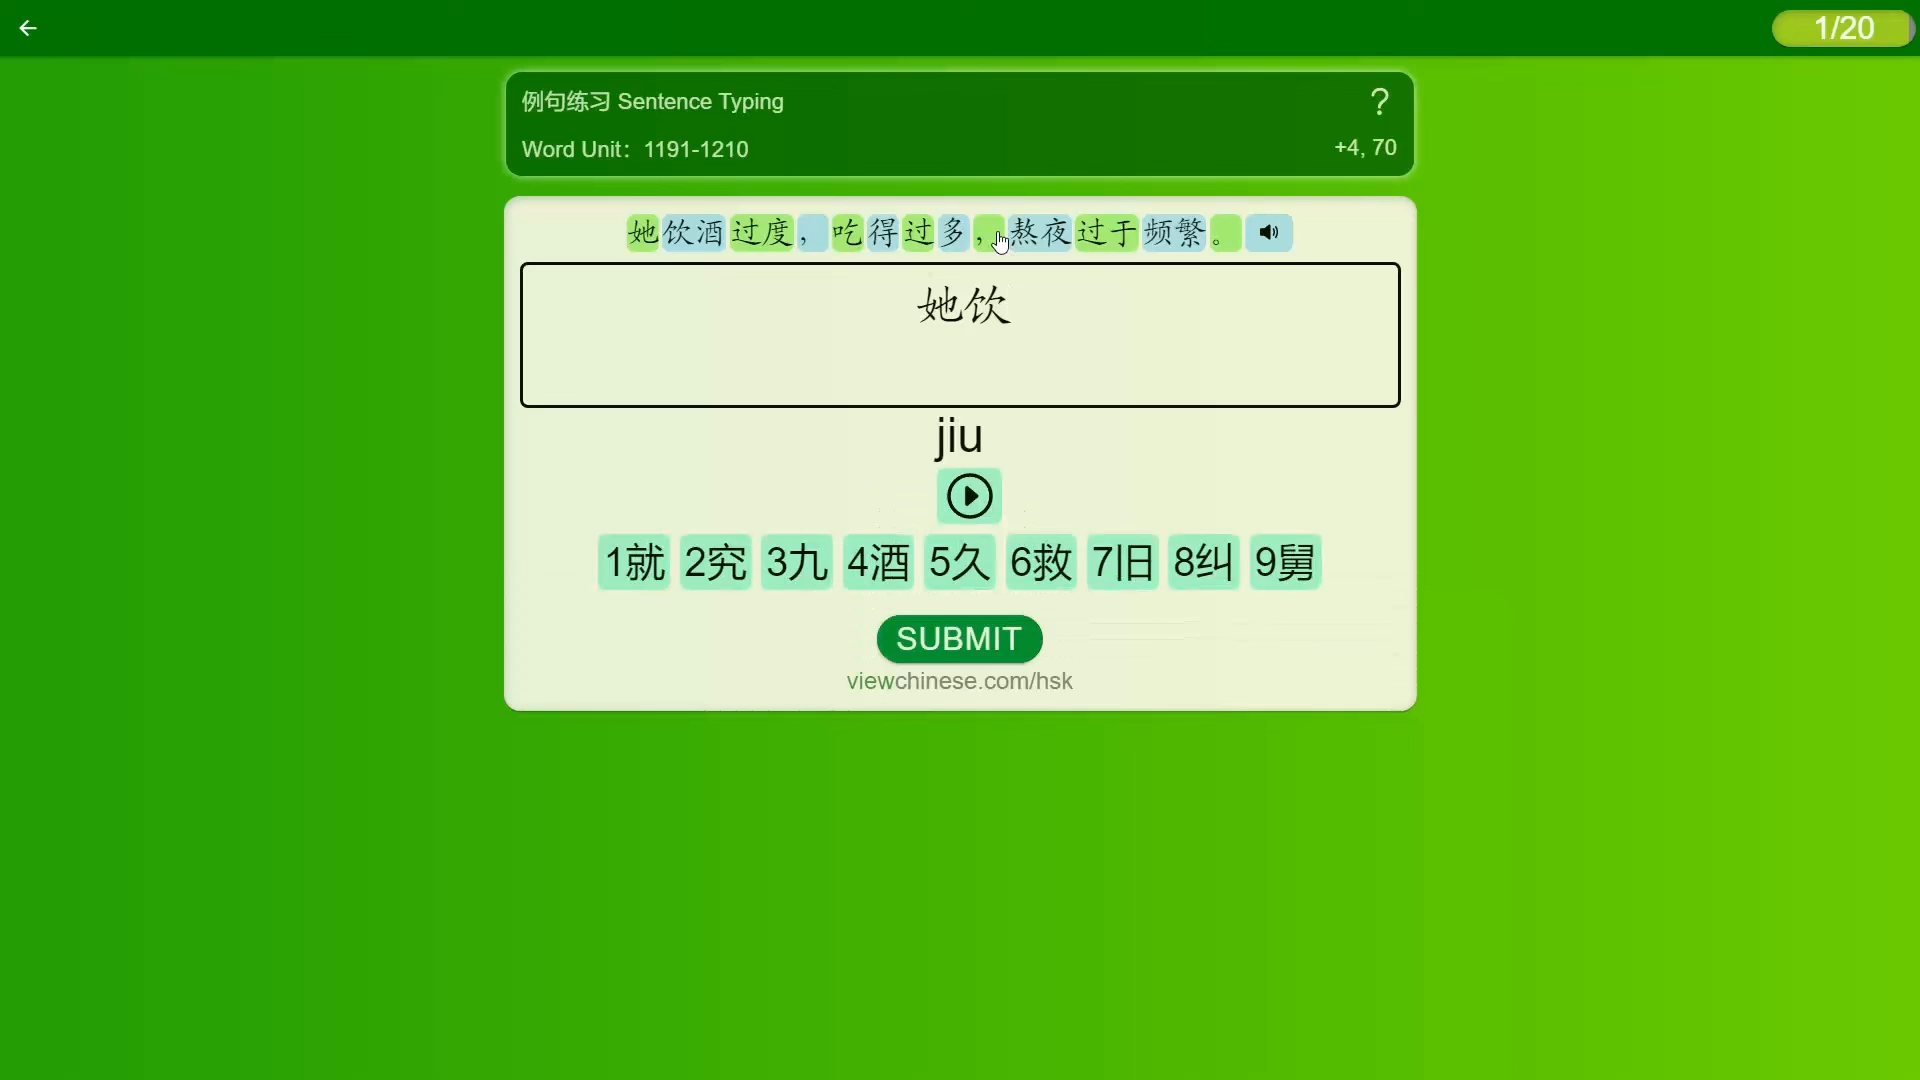 1/20
例句练习 Sentence Typing
?
Word Unit：1191-1210
+4, 70
她饮酒过度，吃得过多，熬夜过于频繁。
她饮
jiu
1就 2究 3九 4酒 5久 6救 7旧 8纠 9舅
SUBMIT
viewchinese.com/hsk